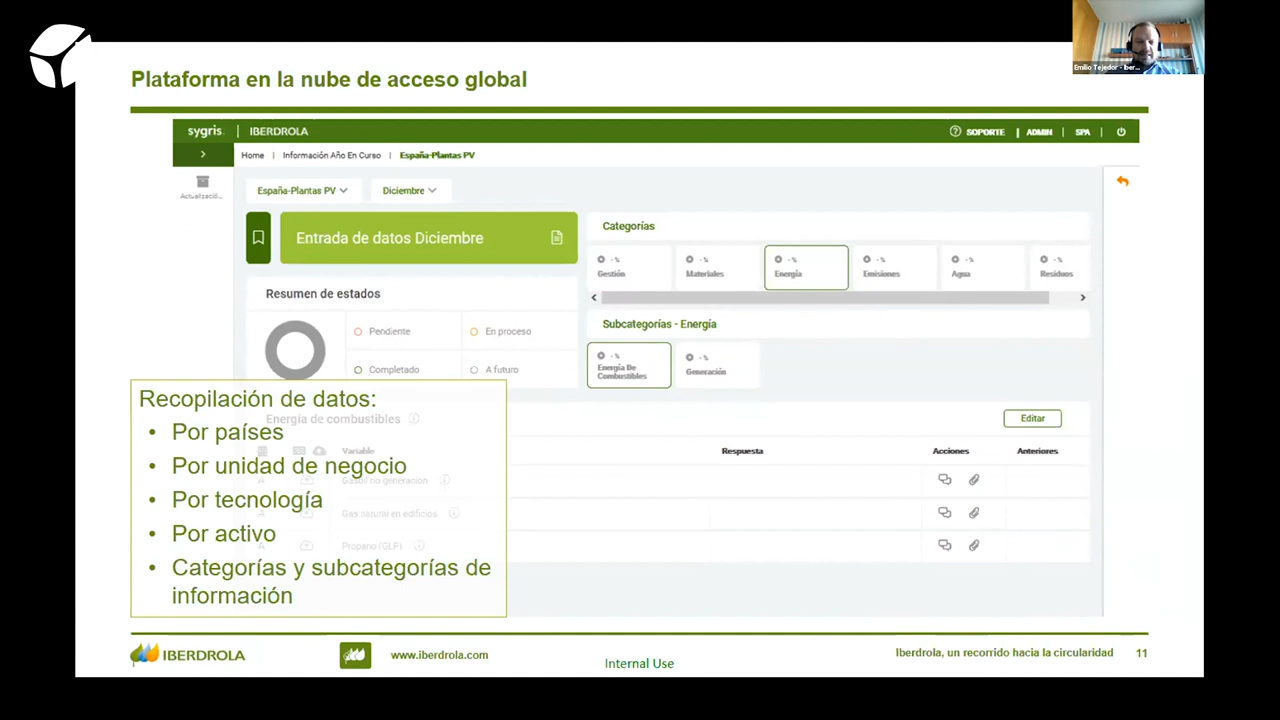 Emilio Tejedor - Iber...
Plataforma en la nube de acceso global
sygris. | IBERDROLA
SOPORTE | ADMIN | SPA |
Home | Información Año En Curso | España-Plantas PV
Actualizació...
España-Plantas PV
Diciembre
Entrada de datos Diciembre
Categorías
- %
Gestión
- %
Materiales
- %
Energía
- %
Emisiones
- %
Agua
- %
Residuos
Resumen de estados
Pendiente
En proceso
Completado
A futuro
Subcategorías - Energía
- %
Energía De
Combustibles
- %
Generación
Recopilación de datos:
• Por países
• Por unidad de negocio
• Por tecnología
• Por activo
• Categorías y subcategorías de
información
Energía de combustibles
Editar
Variable
Respuesta
Acciones
Anteriores
Gasoil no generación
Gas natural en edificios
Propano (GLP)
IBERDROLA
www.iberdrola.com
Internal Use
Iberdrola, un recorrido hacia la circularidad
11